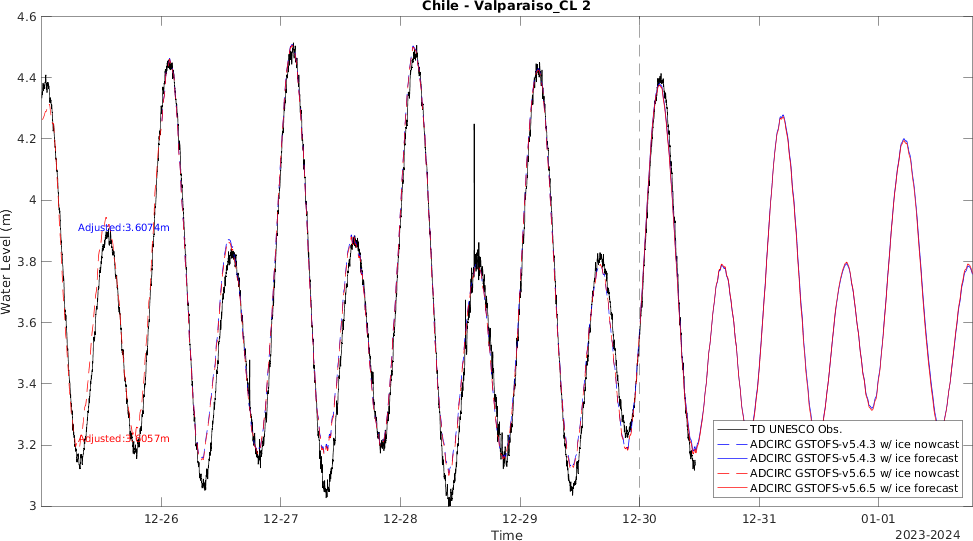 Chile - Valparaiso_CL 2
4.6
4.4
4.2
4
3.8
3.6
3.4
3.2
3
Water Level (m)
Adjusted:3.6074m
Adjusted:3.6057m
TD UNESCO Obs.
ADCIRC GSTOFS-v5.4.3 w/ ice nowcast
ADCIRC GSTOFS-v5.4.3 w/ ice forecast
ADCIRC GSTOFS-v5.6.5 w/ ice nowcast
ADCIRC GSTOFS-v5.6.5 w/ ice forecast
12-26 12-27 12-28 12-29 12-30 12-31 01-01
Time
2023-2024